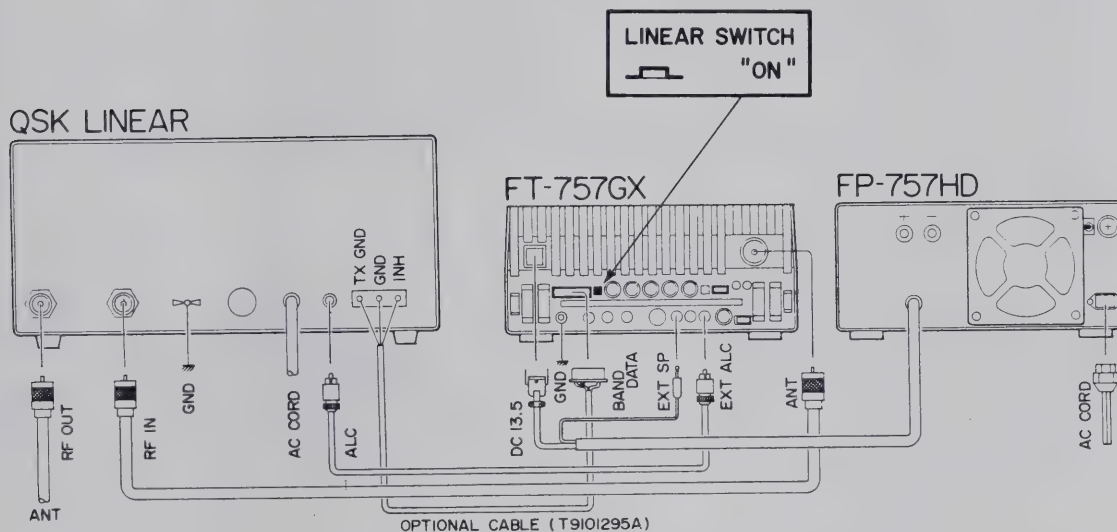 LINEAR SWITCH
"ON"
QSK LINEAR
FT-757GX
FP-757HD
TX GND
GND
INH
+ −
RF OUT
ANT
RF IN
GND
AC CORD
ALC
DC 13.5
GND
BAND DATA
EXT SP
EXT ALC
ANT
AC CORD
OPTIONAL CABLE (T9101295A)